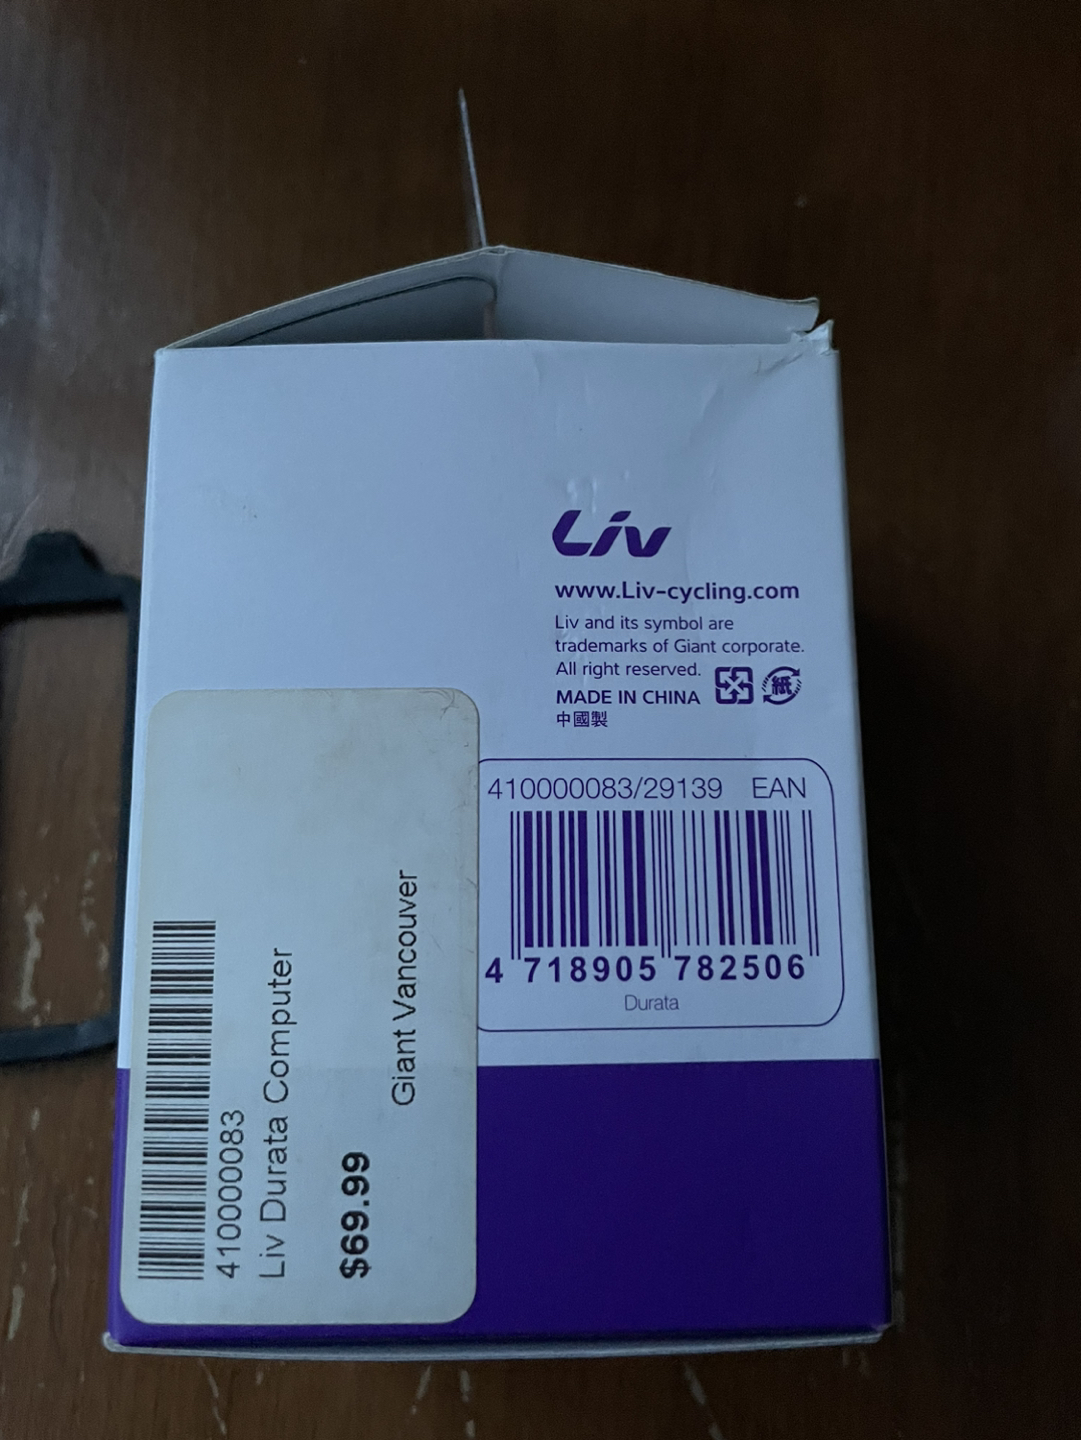 Liv
www.Liv-cycling.com
Liv and its symbol are
trademarks of Giant corporate.
All right reserved.
MADE IN CHINA
紙
中國製
410000083/29139 EAN
4 718905 782506
Durata
410000083
Liv Durata Computer
$69.99
Giant Vancouver